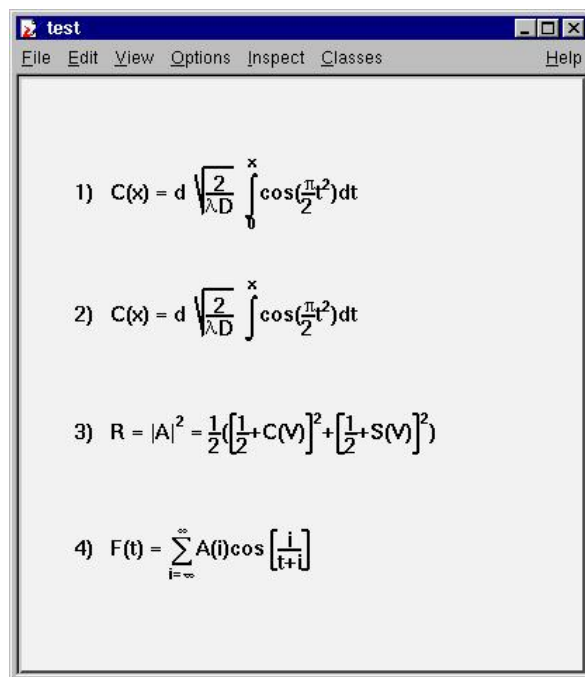 test
File Edit View Options Inspect Classes Help
1) C(x) = d √(2/λD) ∫₀ˣ cos(π/2 t²)dt
2) C(x) = d √(2/λD) ∫ˣ cos(π/2 t²)dt
3) R = |A|² = 1/2([1/2+C(V)]²+[1/2+S(V)]²)
4) F(t) = ∑_{i=∞}^{∞} A(i)cos [i/(t+i)]